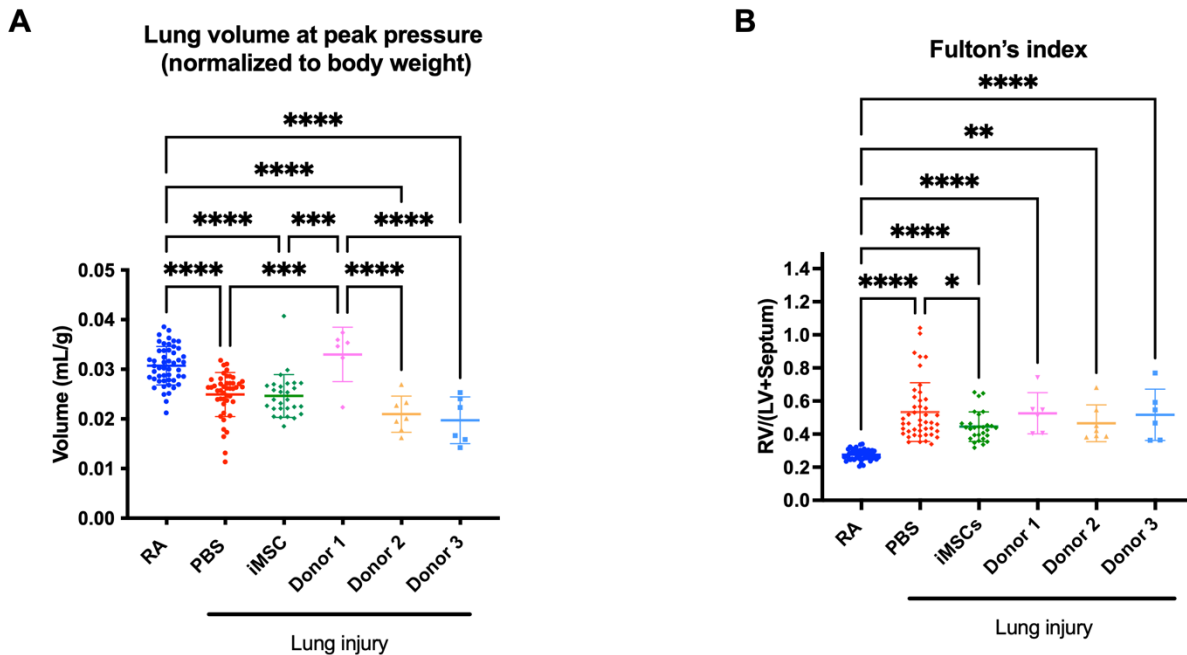 A
Lung volume at peak pressure
(normalized to body weight)
****
****
**** *** ****
**** *** ****
Volume (mL/g)
0.05
0.04
0.03
0.02
0.01
0.00
RA PBS iMSC Donor 1 Donor 2 Donor 3
Lung injury
B
Fulton's index
****
**
****
****
**** *
RV/(LV+Septum)
1.4
1.2
1.0
0.8
0.6
0.4
0.2
0.0
RA PBS iMSCs Donor 1 Donor 2 Donor 3
Lung injury